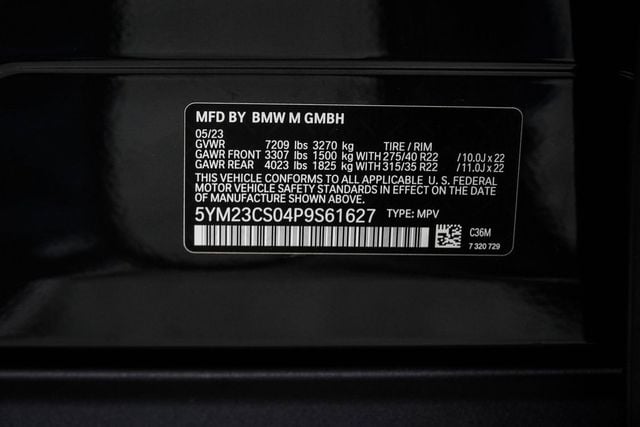 MFD BY BMW M GMBH
05/23
GVWR 7209 lbs 3270 kg TIRE / RIM
GAWR FRONT 3307 lbs 1500 kg WITH 275/40 R22 /10.0J x 22
GAWR REAR 4023 lbs 1825 kg WITH 315/35 R22 /11.0J x 22
THIS VEHICLE CONFORMS TO ALL APPLICABLE U. S. FEDERAL
MOTOR VEHICLE SAFETY STANDARDS IN EFFECT ON THE DATE
OF MANUFACTURE SHOWN ABOVE.
5YM23CS04P9S61627 TYPE: MPV
C36M
7 320 729